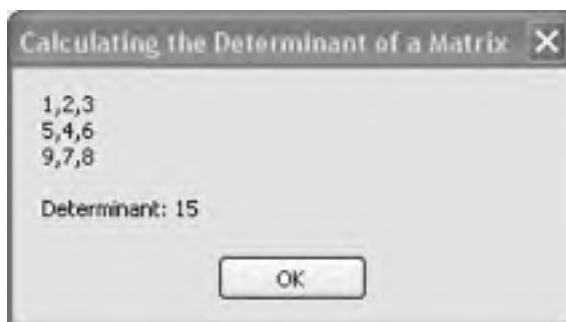 Calculating the Determinant of a Matrix
1,2,3
5,4,6
9,7,8
Determinant: 15
OK